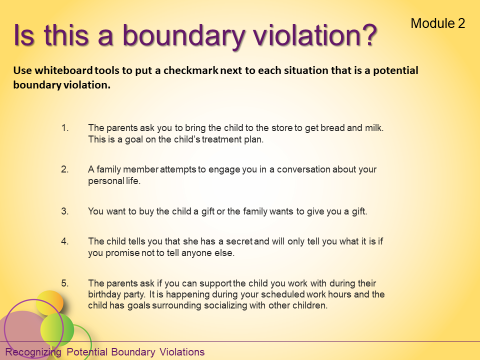 Module 2
Is this a boundary violation?
Use whiteboard tools to put a checkmark next to each situation that is a potential
boundary violation.
1. The parents ask you to bring the child to the store to get bread and milk.
This is a goal on the child's treatment plan.
2. A family member attempts to engage you in a conversation about your
personal life.
3. You want to buy the child a gift or the family wants to give you a gift.
4. The child tells you that she has a secret and will only tell you what it is if
you promise not to tell anyone else.
5. The parents ask if you can support the child you work with during their
birthday party. It is happening during your scheduled work hours and the
child has goals surrounding socializing with other children.
Recognizing Potential Boundary Violations